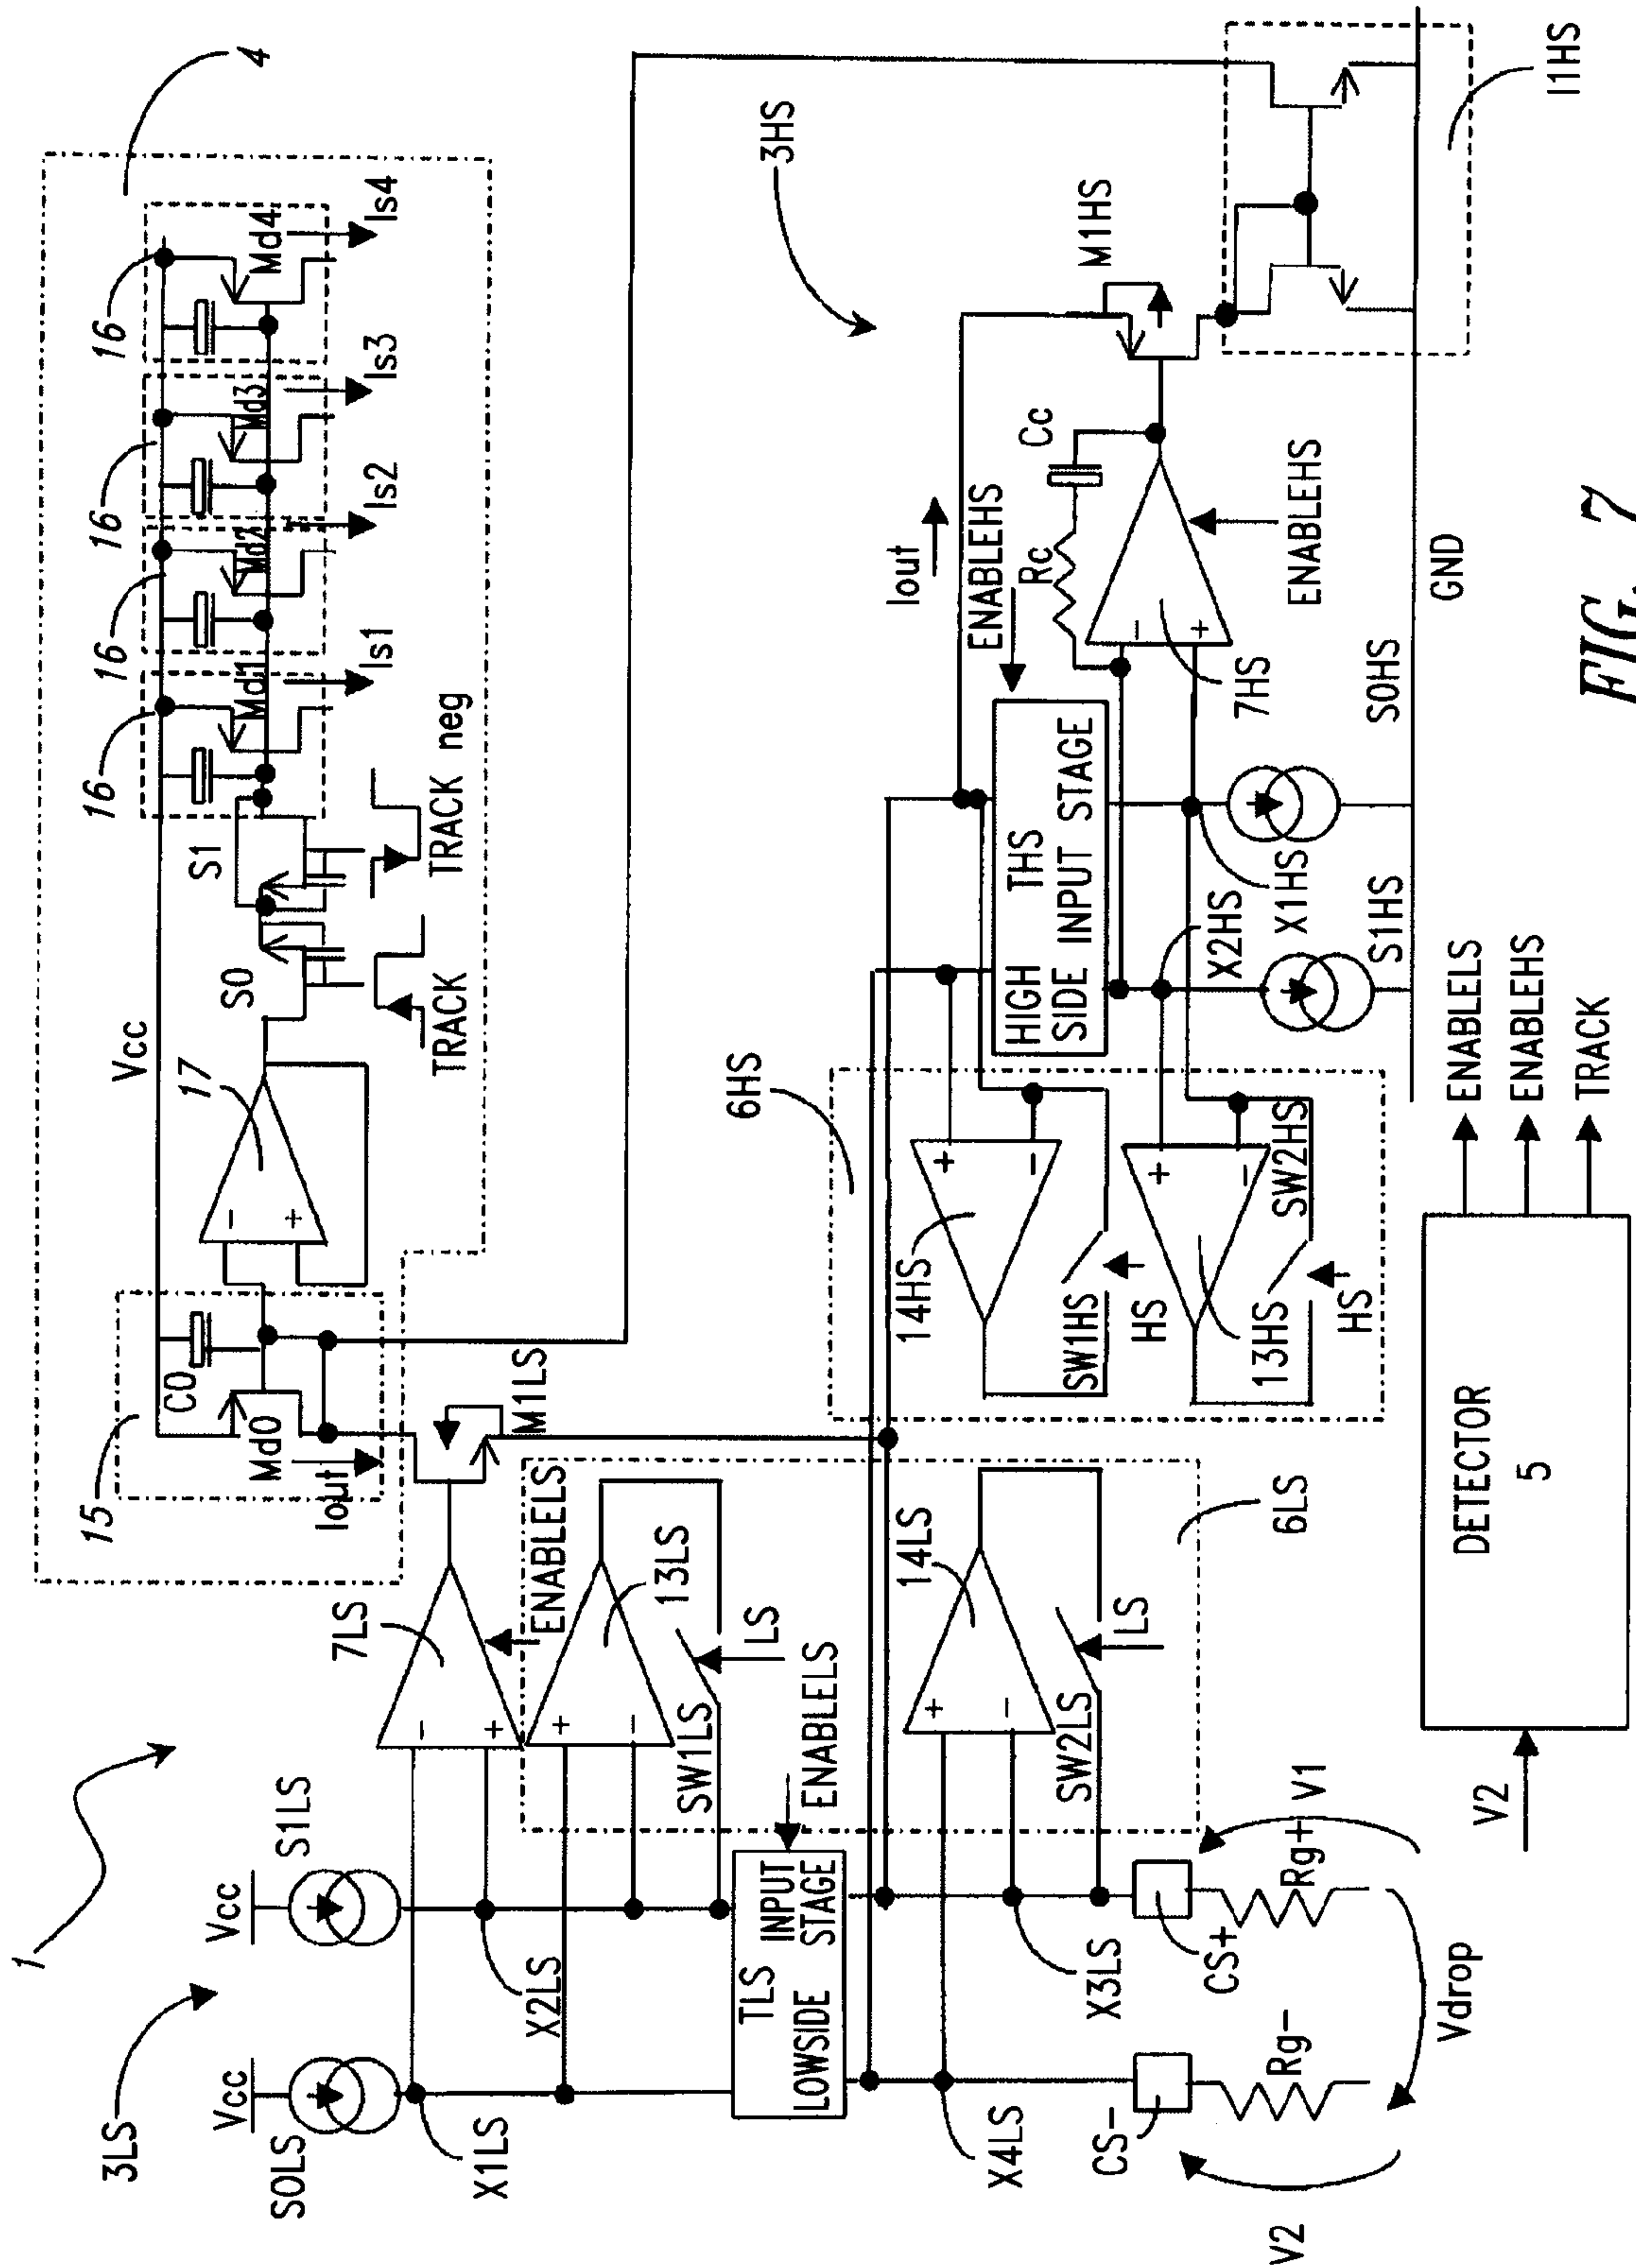 1
3LS
Vcc
Vcc
S0LS
S1LS
X1LS
X2LS
7LS
-
+
ENABLELS
+
-
13LS
SW1LS
LS
ENABLELS
TLS
LOWSIDE
INPUT
STAGE
X4LS
X3LS
14LS
+
-
SW2LS
LS
6LS
CS-
CS+
Rg-
Rg+
V2
V1
Vdrop
15
C0
Md0
Iout
M1LS
17
-
+
Vcc
S0
S1
TRACK
TRACK neg
16
16
16
16
Md1
Md2
Md3
Md4
Is1
Is2
Is3
Is4
4
3HS
6HS
14HS
+
-
SW1HS
HS
13HS
+
-
SW2HS
HS
THS
HIGH
SIDE
INPUT STAGE
ENABLEHS
Iout
Rc
Cc
-
+
7HS
ENABLEHS
M1HS
X2HS
X1HS
S1HS
S0HS
GND
I1HS
V2
DETECTOR
5
ENABLELS
ENABLEHS
TRACK
FIG. 7